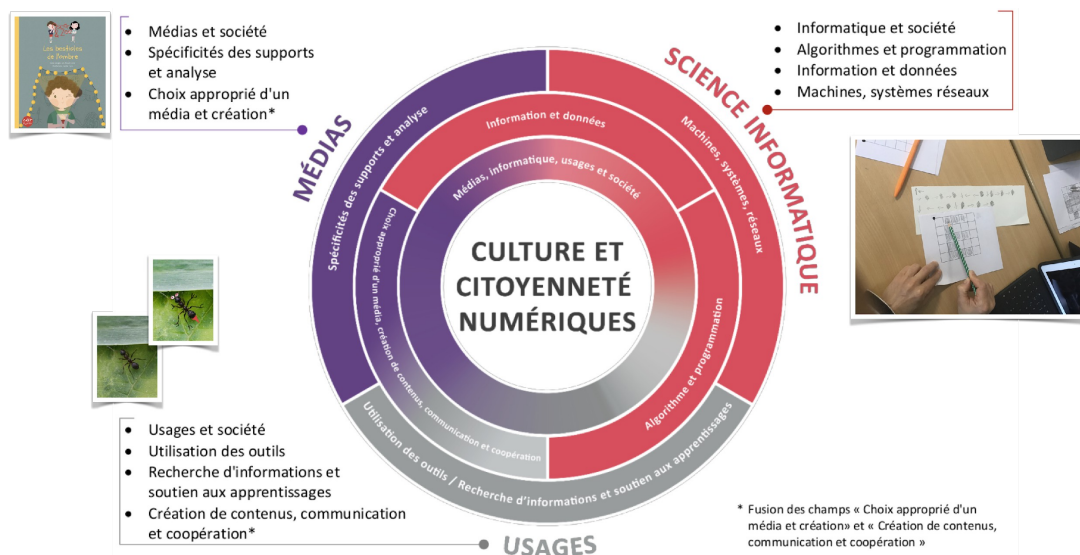 Les besoins
de l'ombre
• Médias et société
• Spécificités des supports
et analyse
• Choix approprié d'un
média et création*
• Informatique et société
• Algorithmes et programmation
• Information et données
• Machines, systèmes réseaux
MÉDIAS
SCIENCE INFORMATIQUE
Spécificités des supports et analyse
Information et données
Machines, systèmes, réseaux
Médias, informatique, usages et société
Choix approprié d'un média, création de contenus, communication et coopération
CULTURE ET
CITOYENNETÉ
NUMÉRIQUES
Algorithme et programmation
Utilisation des outils / Recherche d'informations et soutien aux apprentissages
• Usages et société
• Utilisation des outils
• Recherche d'informations et
soutien aux apprentissages
• Création de contenus, communication
et coopération*
USAGES
* Fusion des champs « Choix approprié d'un
média et création» et « Création de contenus,
communication et coopération »